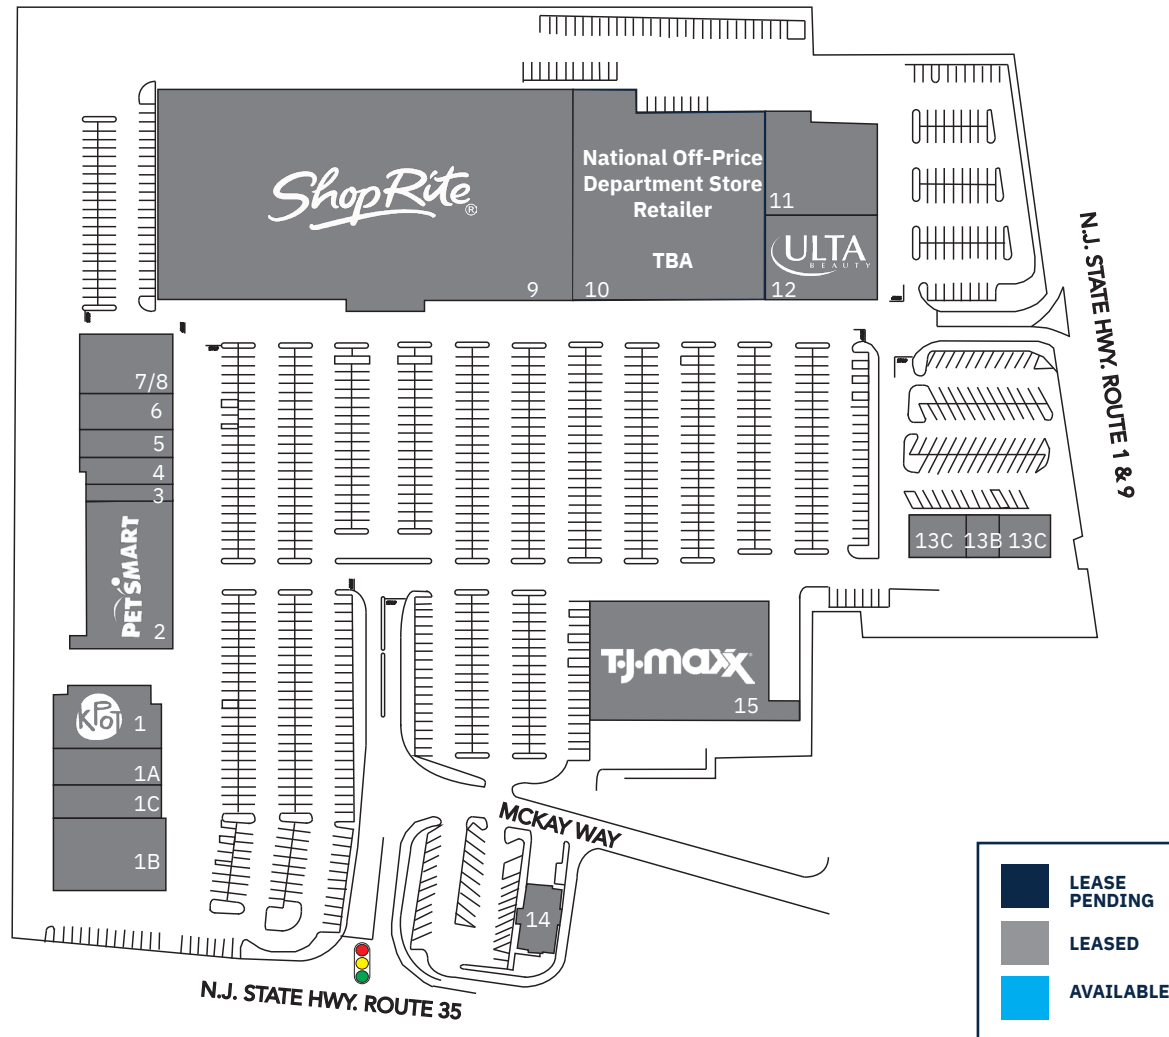 ShopRite®
9
National Off-Price
Department Store
Retailer
TBA
10
11
ULTA
BEAUTY
12
N.J. STATE HWY. ROUTE 1 & 9
7/8
6
5
4
3
PETSMART
2
13C
13B
13C
KPOT
1
1A
1C
1B
T·J·maxx
15
MCKAY WAY
14
N.J. STATE HWY. ROUTE 35
LEASE
PENDING
LEASED
AVAILABLE